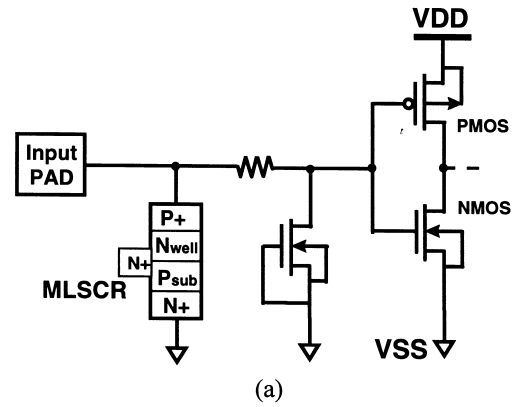 VDD
PMOS
Input
PAD
NMOS
P+
Nwell
N+
Psub
MLSCR
N+
VSS
(a)